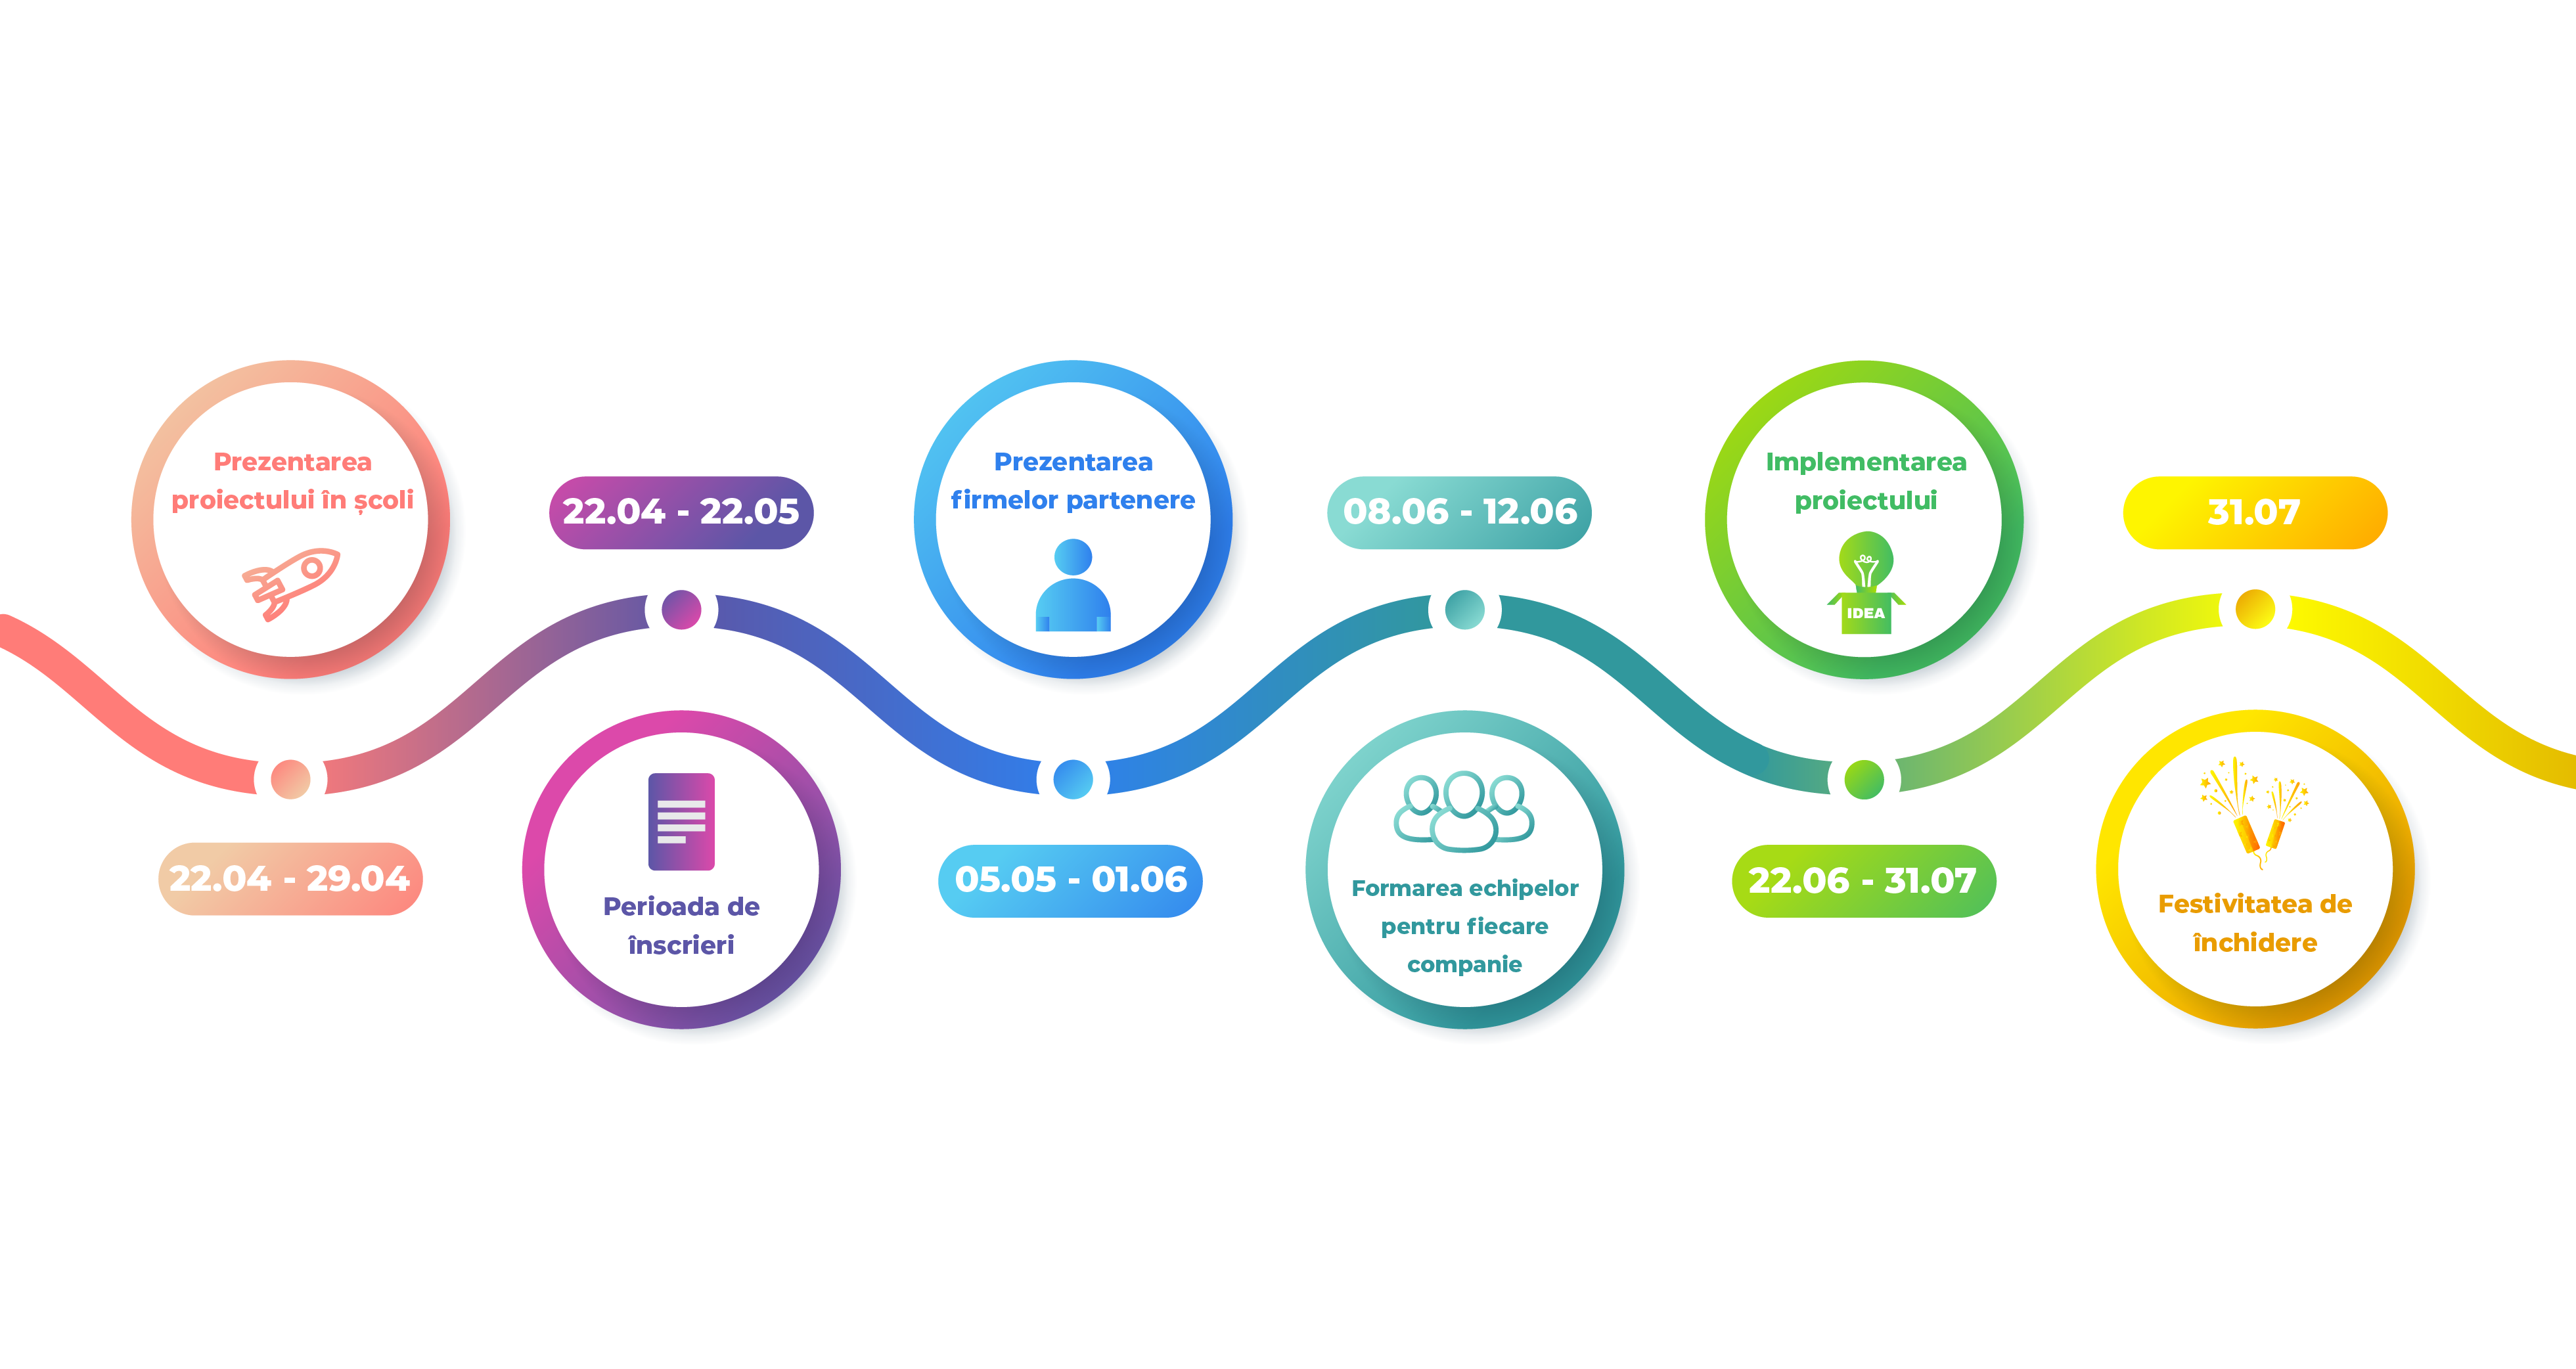 Prezentarea
proiectului în școli
22.04 - 29.04
22.04 - 22.05
Perioada de
înscrieri
Prezentarea
firmelor partenere
05.05 - 01.06
08.06 - 12.06
Formarea echipelor
pentru fiecare
companie
Implementarea
proiectului
IDEA
22.06 - 31.07
31.07
Festivitatea de
închidere